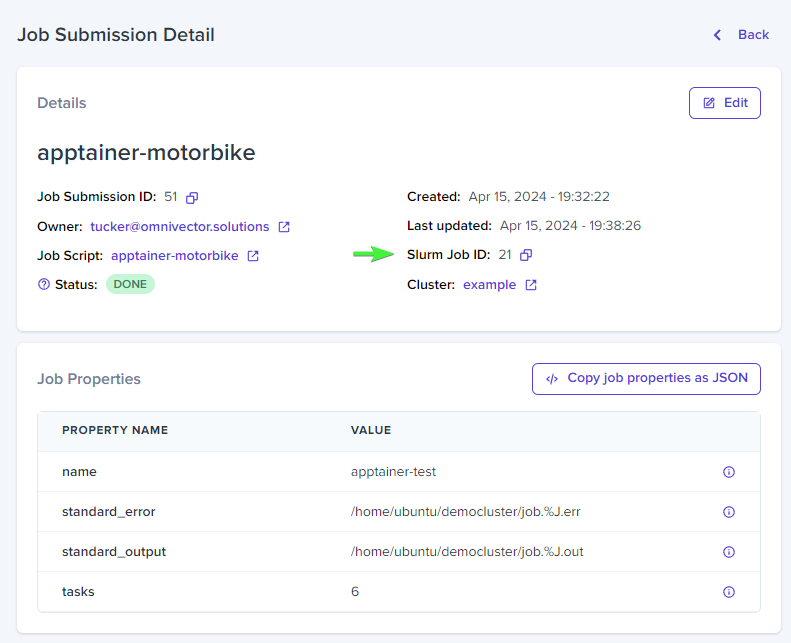 Job Submission Detail
Back
Details
Edit
apptainer-motorbike
Job Submission ID: 51
Created: Apr 15, 2024 - 19:32:22
Owner: tucker@omnivector.solutions
Last updated: Apr 15, 2024 - 19:38:26
Job Script: apptainer-motorbike
Slurm Job ID: 21
Status: DONE
Cluster: example
Job Properties
Copy job properties as JSON
PROPERTY NAME VALUE
name apptainer-test
standard_error /home/ubuntu/democluster/job.%J.err
standard_output /home/ubuntu/democluster/job.%J.out
tasks 6